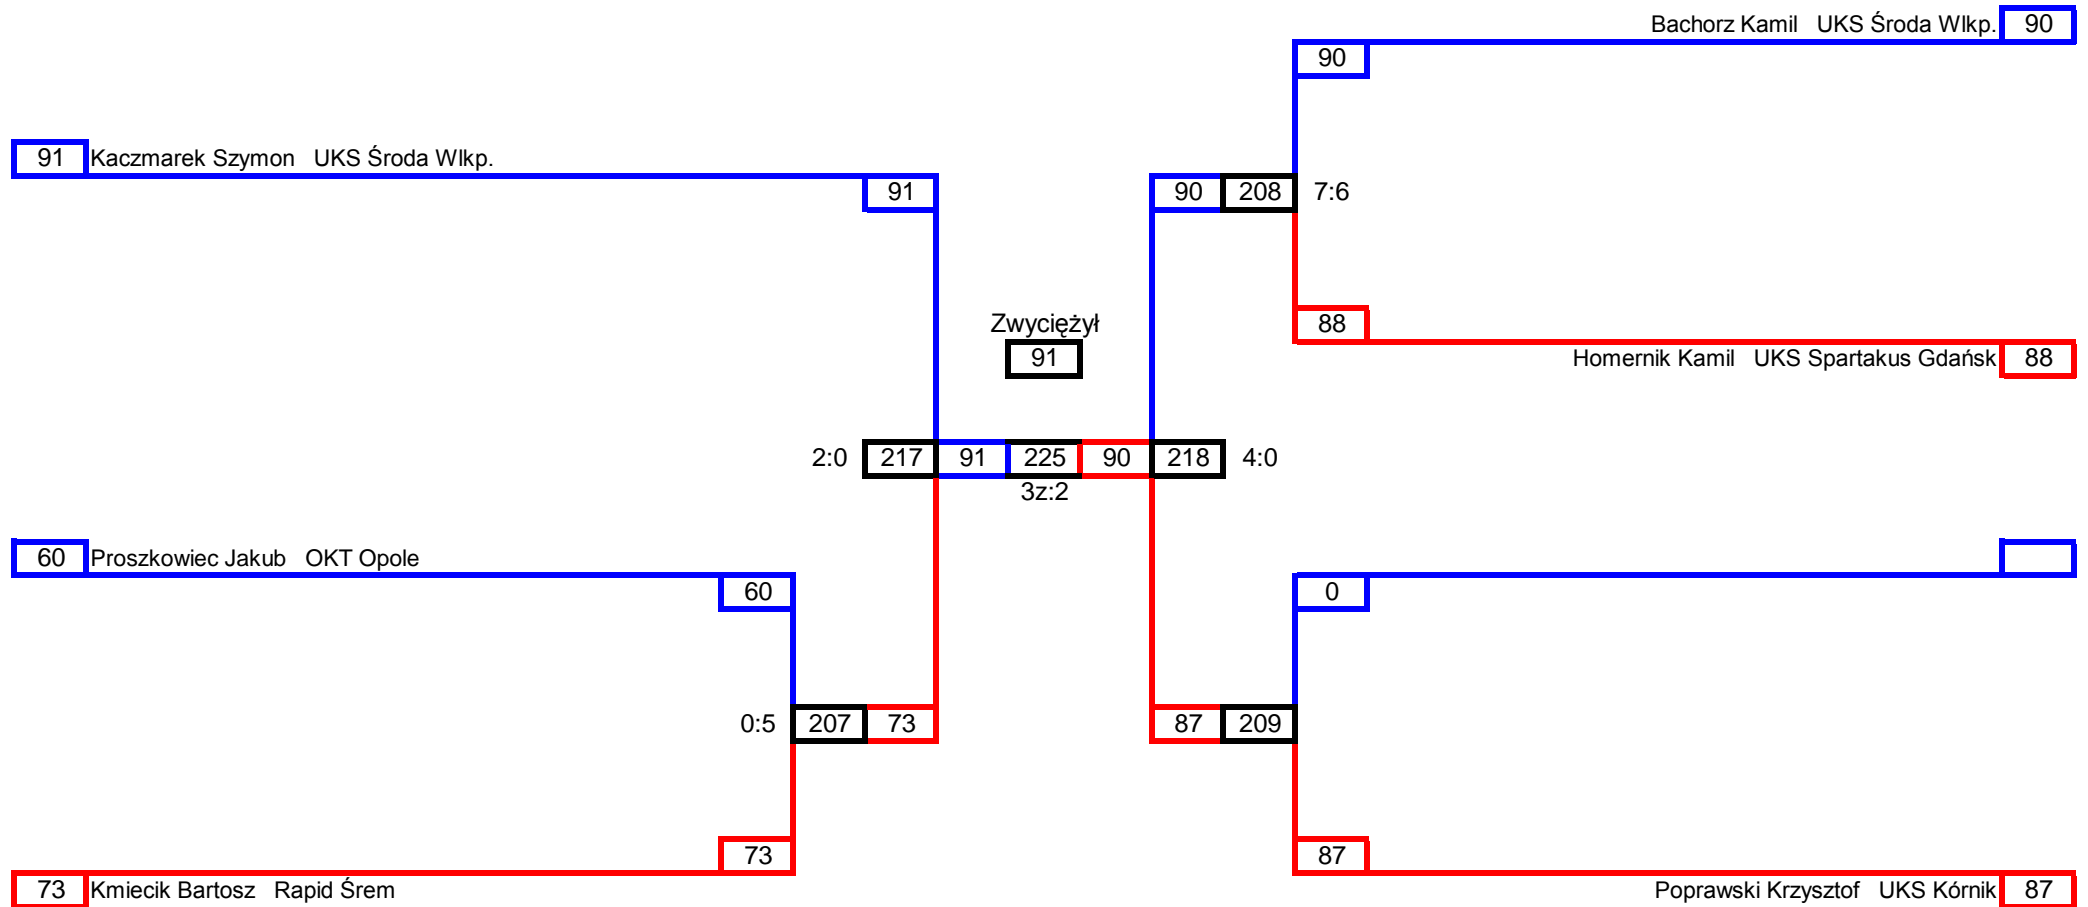 Bachorz Kamil UKS Środa Wlkp. 90
90
91 Kaczmarek Szymon UKS Środa Wlkp.
91 90 208 7:6
Zwyciężył
88
91
Homernik Kamil UKS Spartakus Gdańsk 88
2:0 217 91 225 90 218 4:0
3z:2
60 Proszkowiec Jakub OKT Opole
60 0
0:5 207 73 87 209
73 87
73 Kmiecik Bartosz Rapid Śrem Poprawski Krzysztof UKS Kórnik 87